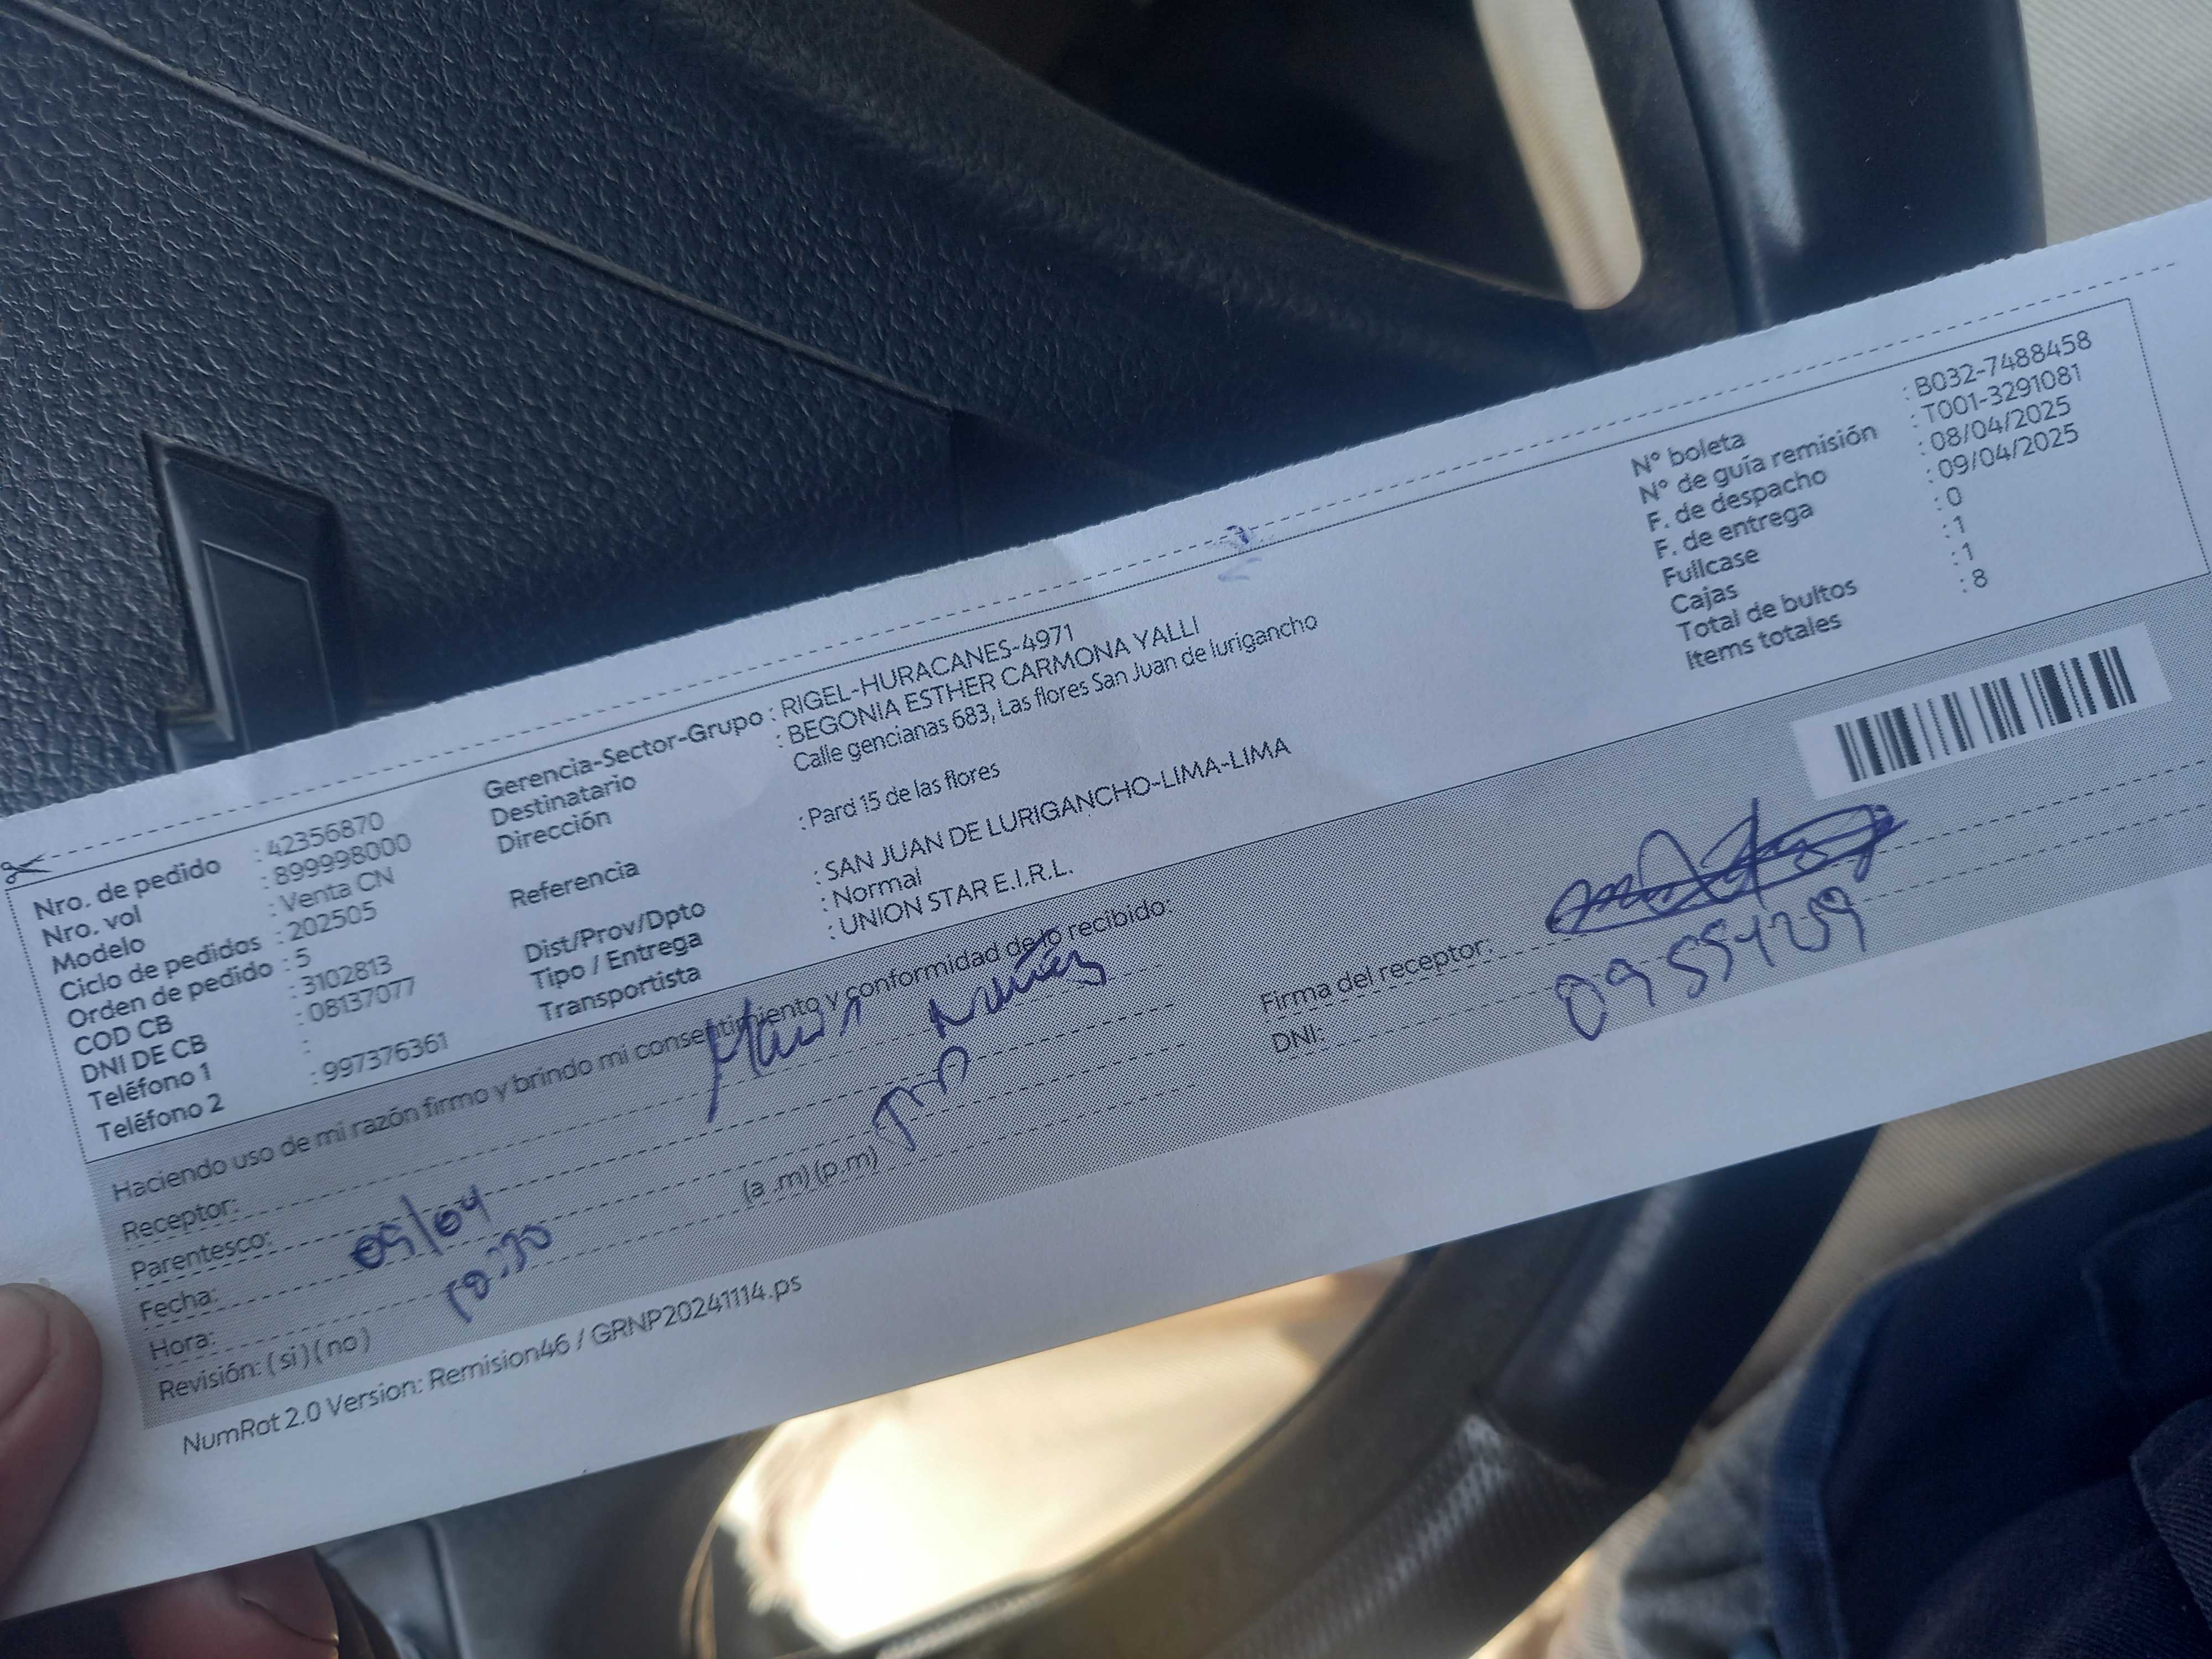 Nro. de pedido : 42356870
Nro. vol : 899998000
Modelo : Venta CN
Ciclo de pedidos : 202505
Orden de pedido : 5
COD CB : 3102813
DNI DE CB : 08137077
Teléfono 1 :
Teléfono 2 : 997376361
Gerencia-Sector-Grupo : RIGEL-HURACANES-4971
Destinatario : BEGONIA ESTHER CARMONA YALLI
Dirección Calle gencianas 683, Las flores San Juan de lurigancho
Referencia : Pard 15 de las flores
Dist/Prov/Dpto : SAN JUAN DE LURIGANCHO-LIMA-LIMA
Tipo / Entrega : Normal
Transportista : UNION STAR E.I.R.L.
N° boleta : B032-7488458
N° de guía remisión : T001-3291081
F. de despacho : 08/04/2025
F. de entrega : 09/04/2025
Fullcase : 0
Cajas : 1
Total de bultos : 1
Items totales : 8
Haciendo uso de mi razón firmo y brindo mi consentimiento y conformidad de lo recibido:
Receptor: Núñez
Parentesco:
Fecha: 09/04
Hora: (a .m) (p.m)
Revisión: ( si ) ( no )
Firma del receptor:
DNI:
NumRot 2.0 Version: Remision46 / GRNP20241114.ps